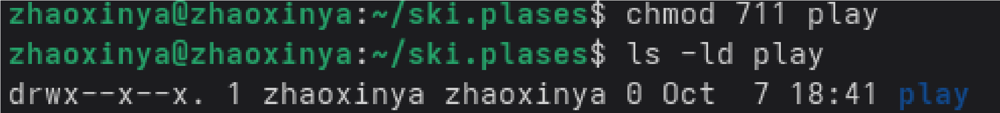 zhaoxinya@zhaoxinya:~/ski.plases$ chmod 711 play
zhaoxinya@zhaoxinya:~/ski.plases$ ls -ld play
drwx--x--x. 1 zhaoxinya zhaoxinya 0 Oct  7 18:41 play